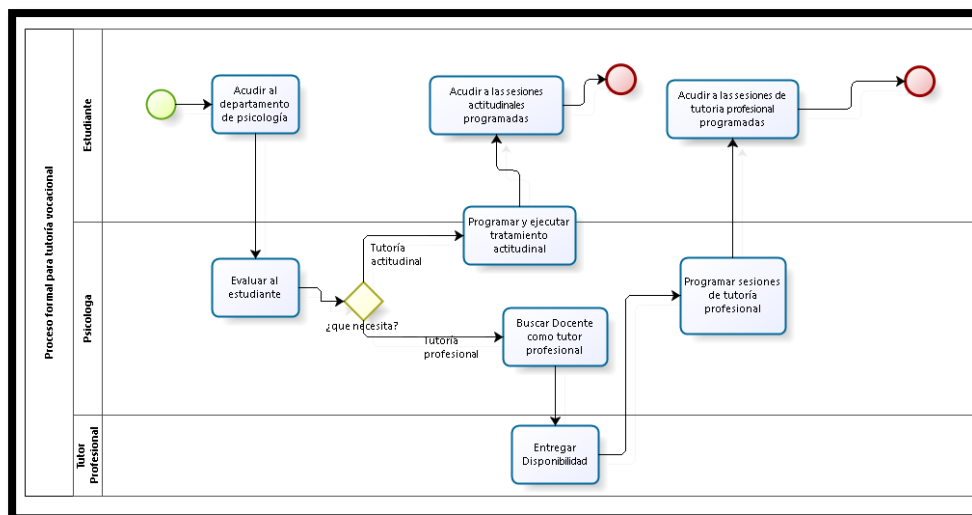 Proceso formal para tutoría vocacional
Estudiante
Acudir al
departamento
de psicología
Acudir a las sesiones
actitudinales
programadas
Acudir a las sesiones de
tutoria profesional
programadas
Psicologa
Evaluar al
estudiante
¿que necesita?
Tutoría
actitudinal
Programar y ejecutar
tratamiento
actitudinal
Tutoría
profesional
Buscar Docente
como tutor
profesional
Programar sesiones
de tutoría
profesional
Tutor
Profesional
Entregar
Disponibilidad